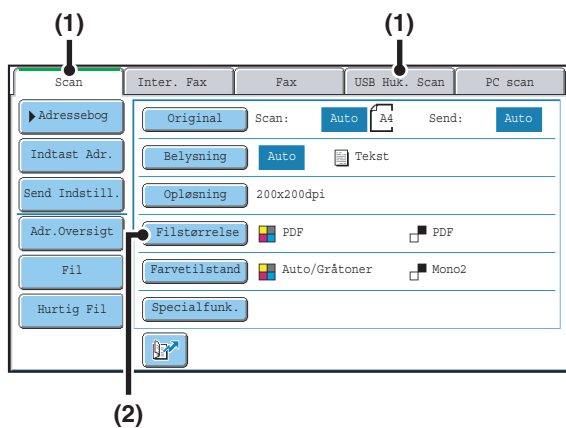 (1) (1)
Scan Inter. Fax Fax USB Huk. Scan PC scan
Adressebog Original Scan: Auto A4 Send: Auto
Indtast Adr. Belysning Auto Tekst
Send Indstill. Opløsning 200x200dpi
Adr.Oversigt Filstørrelse PDF PDF
Fil Farvetilstand Auto/Gråtoner Mono2
Hurtig Fil Specialfunk.
(2)